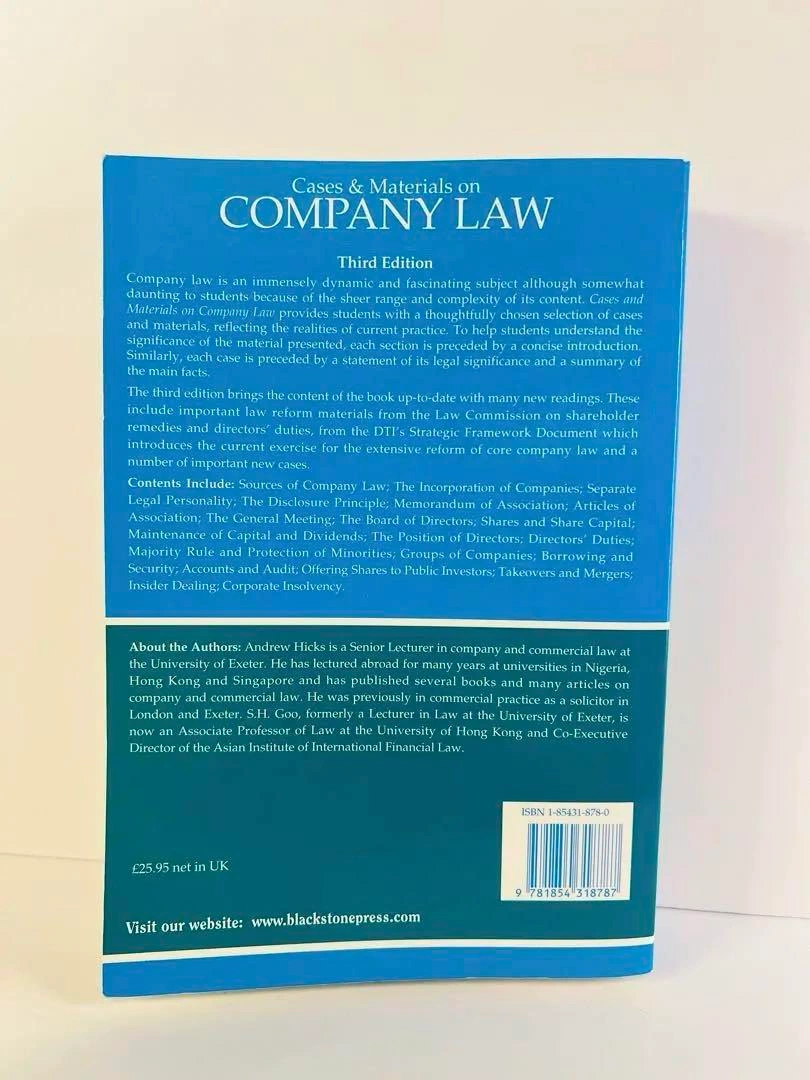 Cases & Materials on
COMPANY LAW
Third Edition
Company law is an immensely dynamic and fascinating subject although somewhat
daunting to students because of the sheer range and complexity of its content. Cases and
Materials on Company Law provides students with a thoughtfully chosen selection of cases
and materials, reflecting the realities of current practice. To help students understand the
significance of the material presented, each section is preceded by a concise introduction.
Similarly, each case is preceded by a statement of its legal significance and a summary of
the main facts.
The third edition brings the content of the book up-to-date with many new readings. These
include important law reform materials from the Law Commission on shareholder
remedies and directors' duties, from the DTI's Strategic Framework Document which
introduces the current exercise for the extensive reform of core company law and a
number of important new cases.
Contents Include: Sources of Company Law; The Incorporation of Companies; Separate
Legal Personality; The Disclosure Principle; Memorandum of Association; Articles of
Association; The General Meeting; The Board of Directors; Shares and Share Capital;
Maintenance of Capital and Dividends; The Position of Directors; Directors' Duties;
Majority Rule and Protection of Minorities; Groups of Companies; Borrowing and
Security; Accounts and Audit; Offering Shares to Public Investors; Takeovers and Mergers;
Insider Dealing; Corporate Insolvency.
About the Authors: Andrew Hicks is a Senior Lecturer in company and commercial law at
the University of Exeter. He has lectured abroad for many years at universities in Nigeria,
Hong Kong and Singapore and has published several books and many articles on
company and commercial law. He was previously in commercial practice as a solicitor in
London and Exeter. S.H. Goo, formerly a Lecturer in Law at the University of Exeter, is
now an Associate Professor of Law at the University of Hong Kong and Co-Executive
Director of the Asian Institute of International Financial Law.
ISBN 1-85431-878-0
9 781854 318787
£25.95 net in UK
Visit our website: www.blackstonepress.com